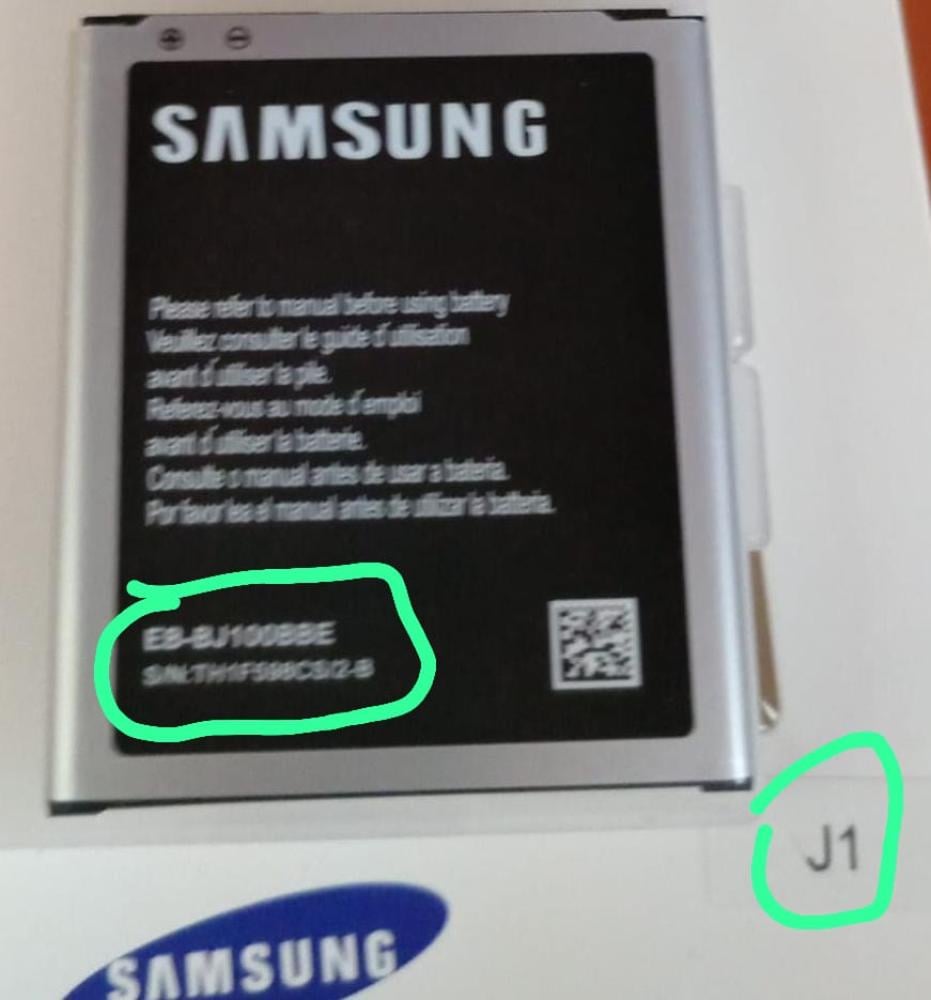 SAMSUNG
Please refer to manual before using battery
Veuillez consulter le guide d'utilisation
avant d'utiliser la pile.
Referez-vous au mode d'emploi
avant d'utiliser la batterie.
Consulte o manual antes de usar a bateria.
Por favor lea el manual antes de utilizar la batteria.
EB-BJ100BBE
J1
SAMSUNG